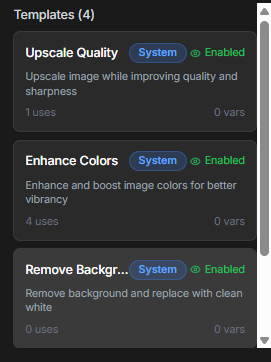 Templates (4)
Upscale Quality System Enabled
Upscale image while improving quality and
sharpness
1 uses 0 vars
Enhance Colors System Enabled
Enhance and boost image colors for better
vibrancy
4 uses 0 vars
Remove Backgr... System Enabled
Remove background and replace with clean
white
0 uses 0 vars